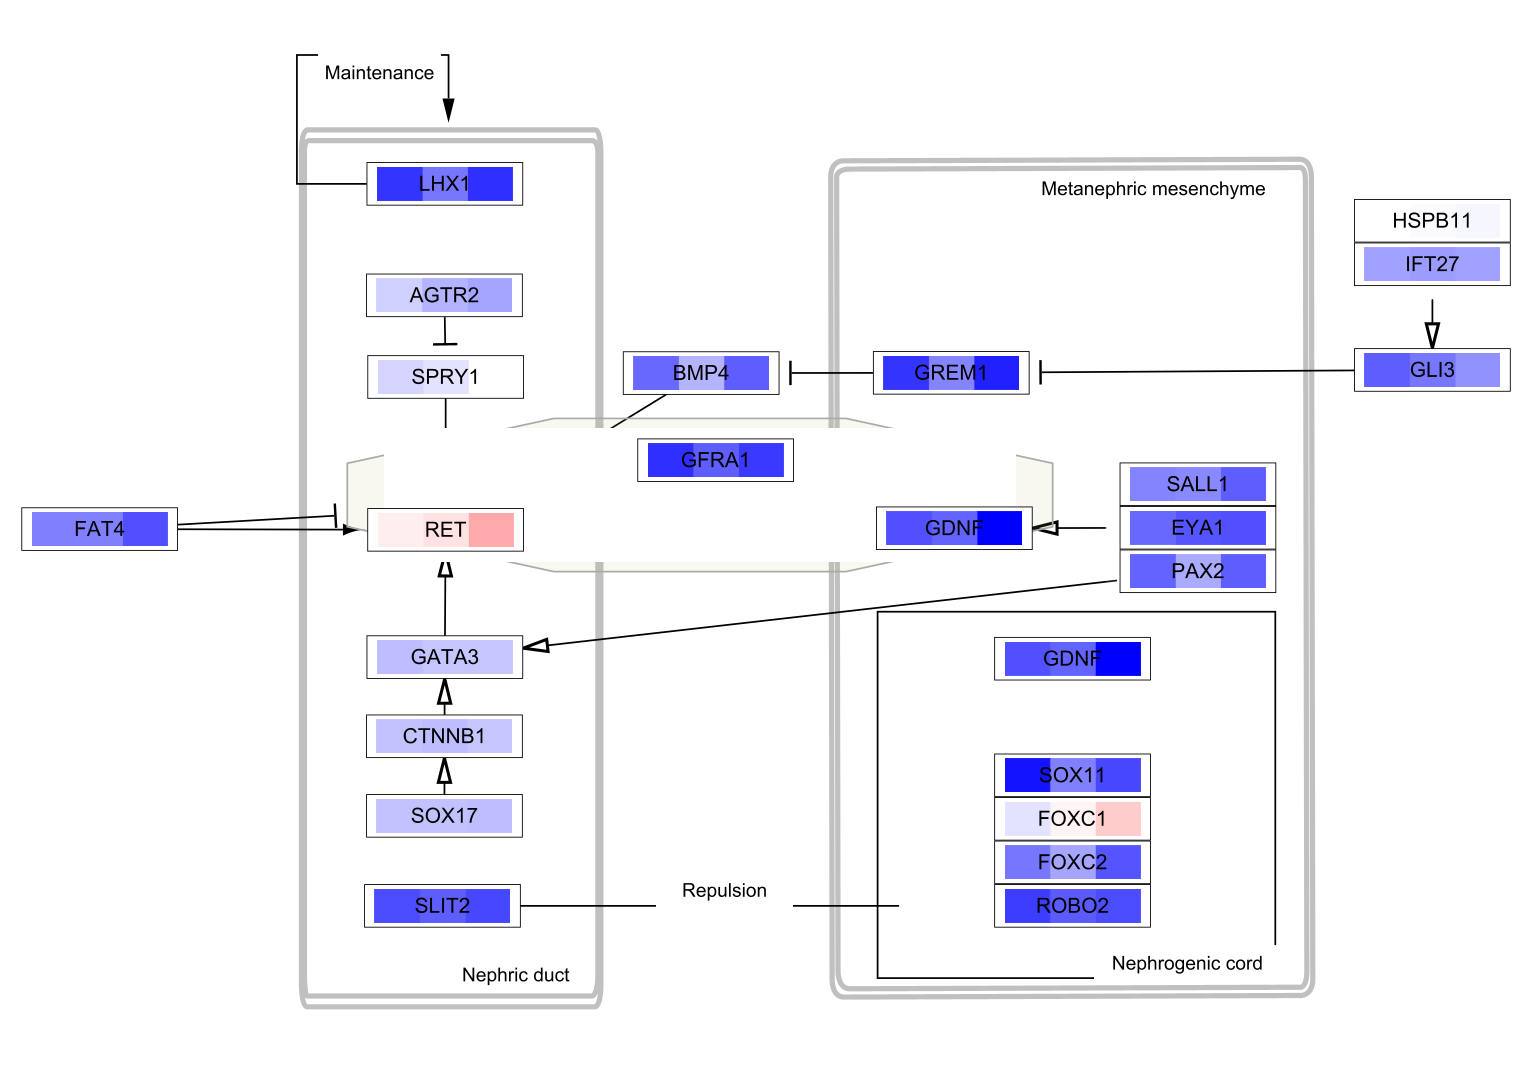 Maintenance
LHX1
Metanephric mesenchyme
HSPB11
IFT27
AGTR2
SPRY1
BMP4
GREM1
GLI3
GFRA1
SALL1
FAT4
RET
GDNF
EYA1
PAX2
GATA3
GDNF
CTNNB1
SOX11
SOX17
FOXC1
FOXC2
SLIT2
Repulsion
ROBO2
Nephric duct
Nephrogenic cord